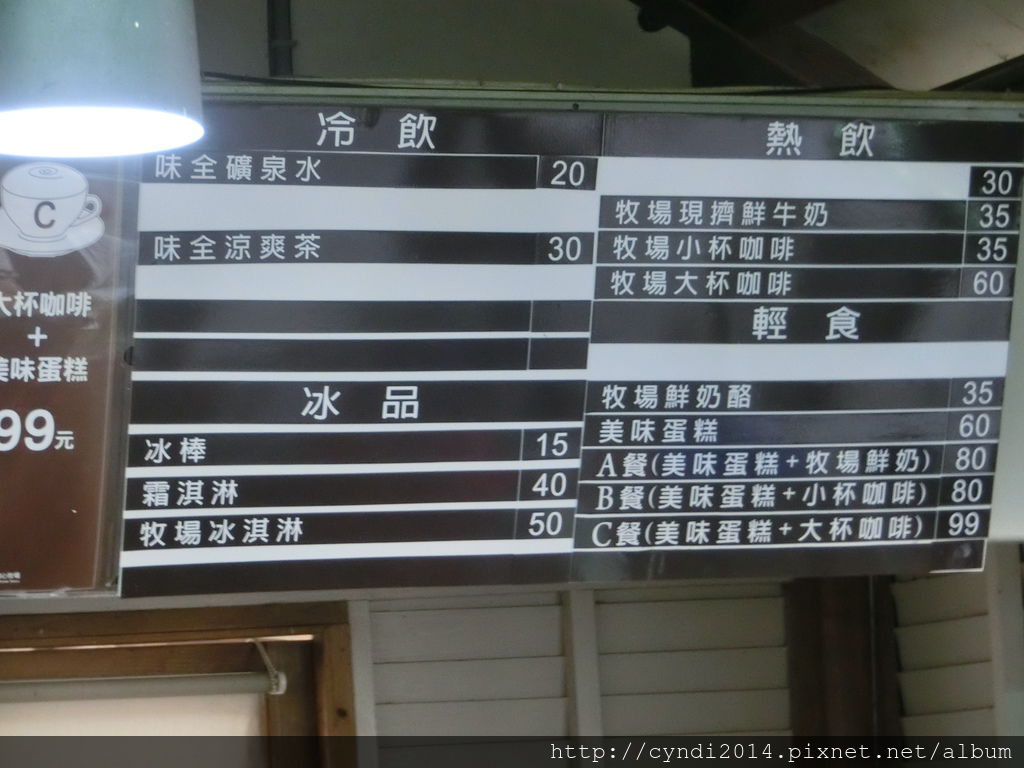 冷飲
味全礦泉水 20
味全涼爽茶 30
冰品
冰棒 15
霜淇淋 40
牧場冰淇淋 50
熱飲
30
牧場現擠鮮牛奶 35
牧場小杯咖啡 35
牧場大杯咖啡 60
輕食
牧場鮮奶酪 35
美味蛋糕 60
A餐(美味蛋糕+牧場鮮奶) 80
B餐(美味蛋糕+小杯咖啡) 80
C餐(美味蛋糕+大杯咖啡) 99
C
大杯咖啡
+
美味蛋糕
99元
http://cyndi2014.pixnet.net/album